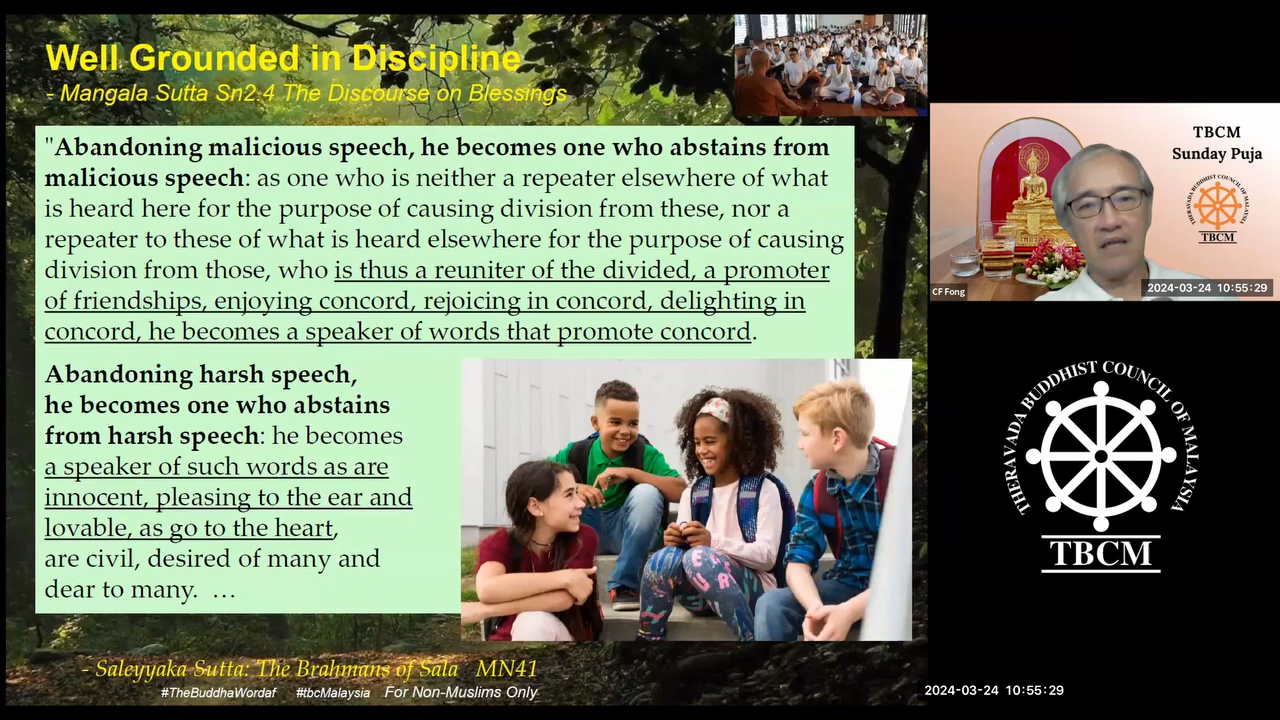 Well Grounded in Discipline
- Mangala Sutta Sn2.4 The Discourse on Blessings
"Abandoning malicious speech, he becomes one who abstains from
malicious speech: as one who is neither a repeater elsewhere of what
is heard here for the purpose of causing division from these, nor a
repeater to these of what is heard elsewhere for the purpose of causing
division from those, who is thus a reuniter of the divided, a promoter
of friendships, enjoying concord, rejoicing in concord, delighting in
concord, he becomes a speaker of words that promote concord.
Abandoning harsh speech,
he becomes one who abstains
from harsh speech: he becomes
a speaker of such words as are
innocent, pleasing to the ear and
lovable, as go to the heart,
are civil, desired of many and
dear to many. ...
- Saleyyaka Sutta: The Brahmans of Sala MN41
#TheBuddhaWordaf #tbcMalaysia For Non-Muslims Only
TBCM
Sunday Puja
THERAVADA BUDDHIST COUNCIL OF MALAYSIA
TBCM
CF Fong
2024-03-24 10:55:29
THERAVADA BUDDHIST COUNCIL OF MALAYSIA
TBCM
2024-03-24 10:55:29